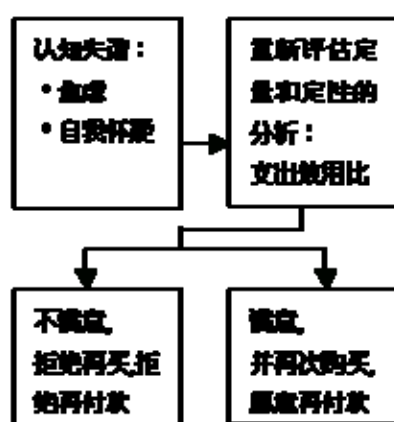 认知失谐：
• 焦虑
• 自我怀疑
重新评估定
量和定性的
分析：
支出效用比
不满意,
拒绝再买,拒
绝再付款
满意,
并再次购买,
愿意再付款